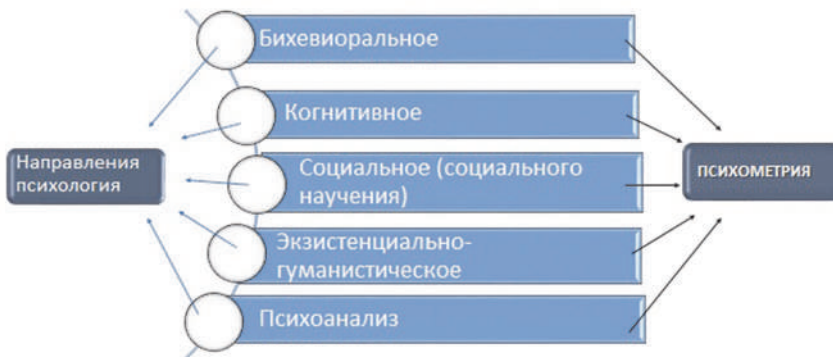 Бихевиоральное
Когнитивное
Направления
психология
Социальное (социального
научения)
ПСИХОМЕТРИЯ
Экзистенциально-
гуманистическое
Психоанализ